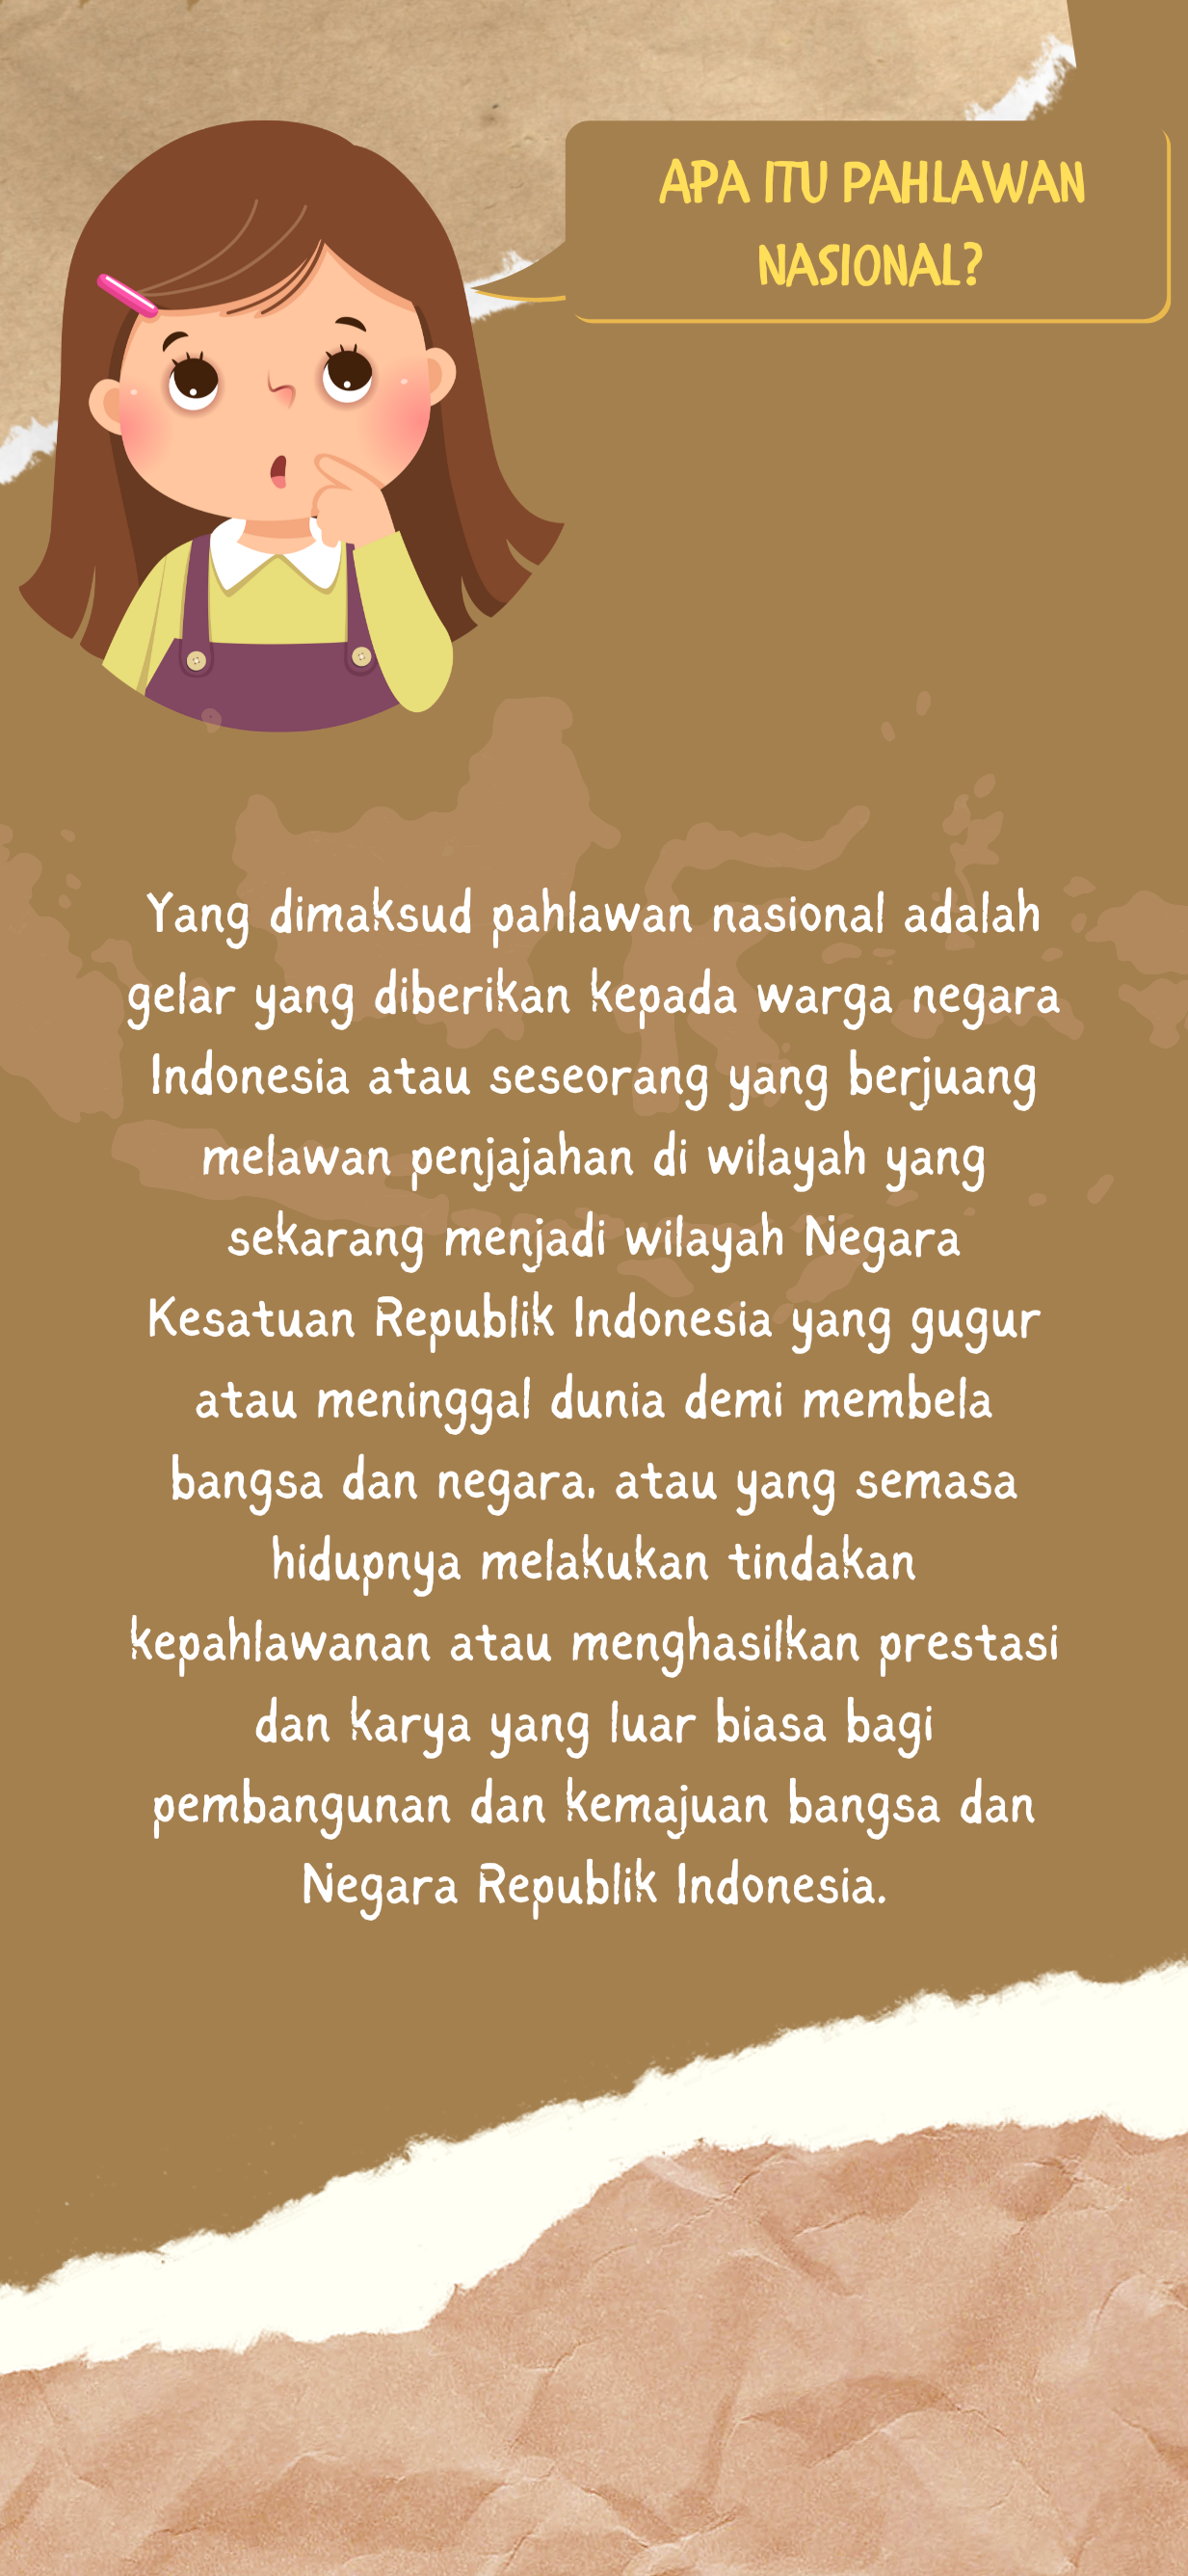 APA ITU PAHLAWAN
NASIONAL?
Yang dimaksud pahlawan nasional adalah
gelar yang diberikan kepada warga negara
Indonesia atau seseorang yang berjuang
melawan penjajahan di wilayah yang
sekarang menjadi wilayah Negara
Kesatuan Republik Indonesia yang gugur
atau meninggal dunia demi membela
bangsa dan negara, atau yang semasa
hidupnya melakukan tindakan
kepahlawanan atau menghasilkan prestasi
dan karya yang luar biasa bagi
pembangunan dan kemajuan bangsa dan
Negara Republik Indonesia.